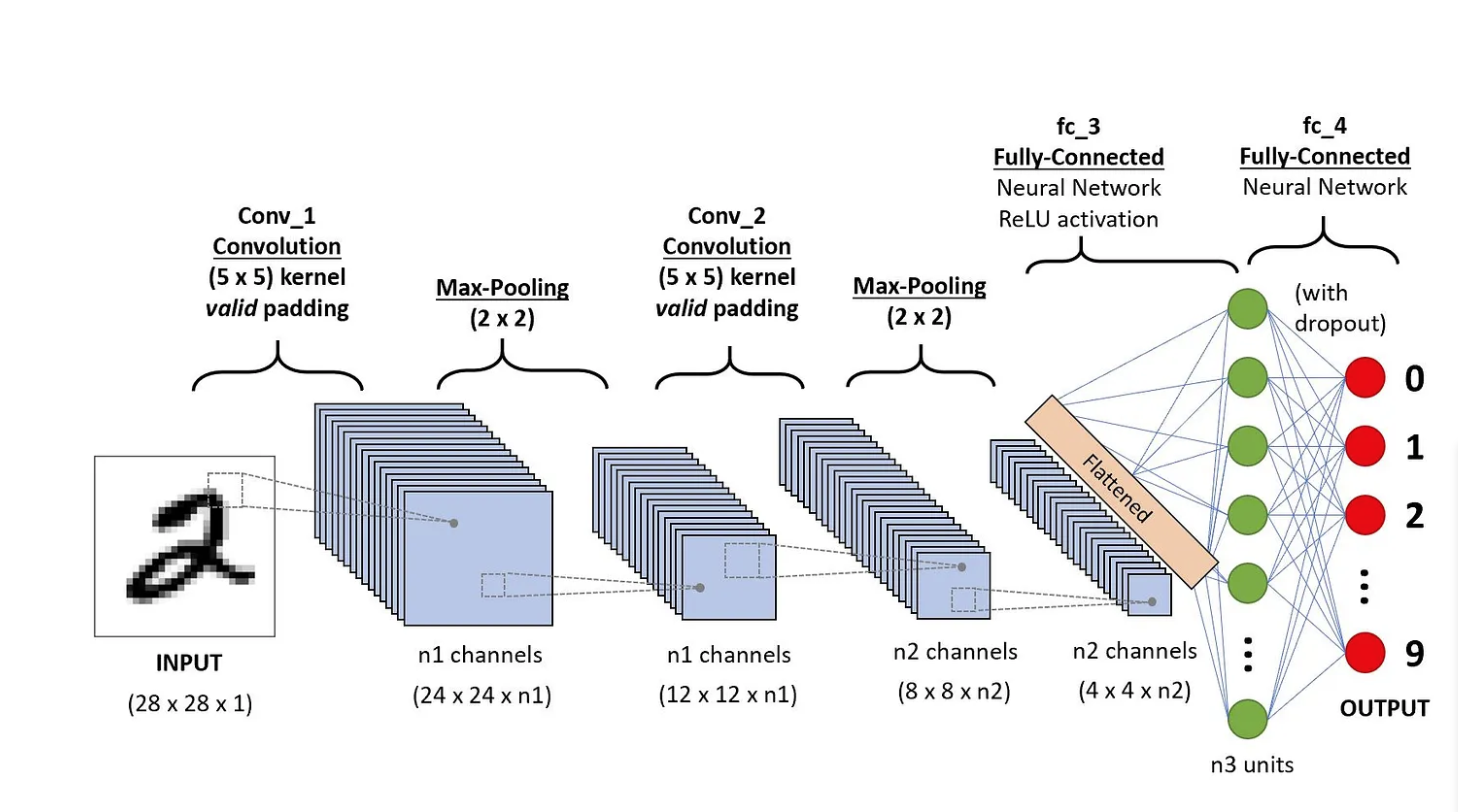 Conv_1
Convolution
(5 x 5) kernel
valid padding
Max-Pooling
(2 x 2)
Conv_2
Convolution
(5 x 5) kernel
valid padding
Max-Pooling
(2 x 2)
fc_3
Fully-Connected
Neural Network
ReLU activation
fc_4
Fully-Connected
Neural Network
(with
dropout)
Flattened
0
1
2
9
OUTPUT
2
INPUT
(28 x 28 x 1)
n1 channels
(24 x 24 x n1)
n1 channels
(12 x 12 x n1)
n2 channels
(8 x 8 x n2)
n2 channels
(4 x 4 x n2)
n3 units